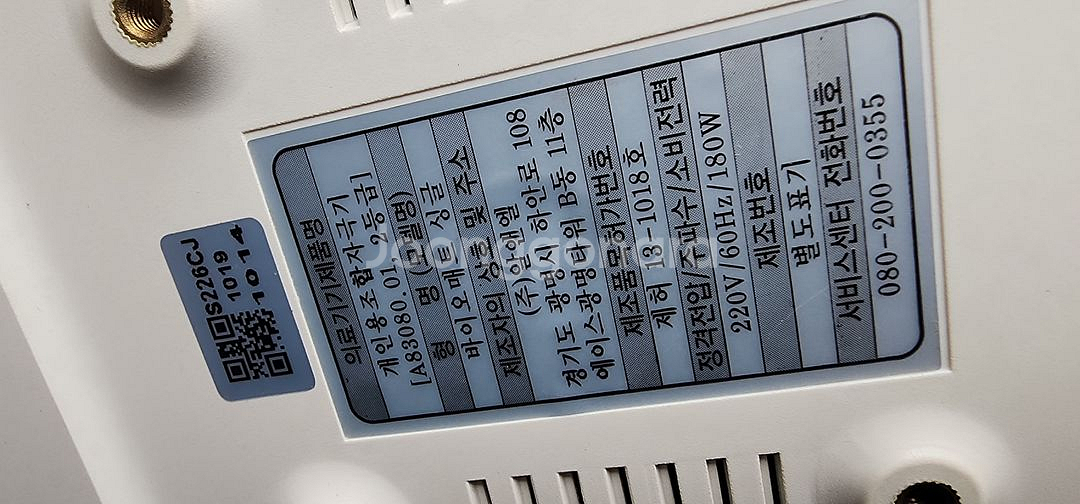 S226CJ
1019
1014
의료기기제품명
개인용조합자극기
[A83080.01 2등급]
형 명 (모델명)
바이오매트 싱글
제조자의 상호 및 주소
(주)알앤엘
경기도 광명시 하안로 108
에이스광명타워 B동 11층
제조품목허가번호
제허 13-1018호
정격전압/주파수/소비전력
220V/60Hz/180W
제조번호
별도표기
서비스센터 전화번호
080-200-0355
Joonggonara